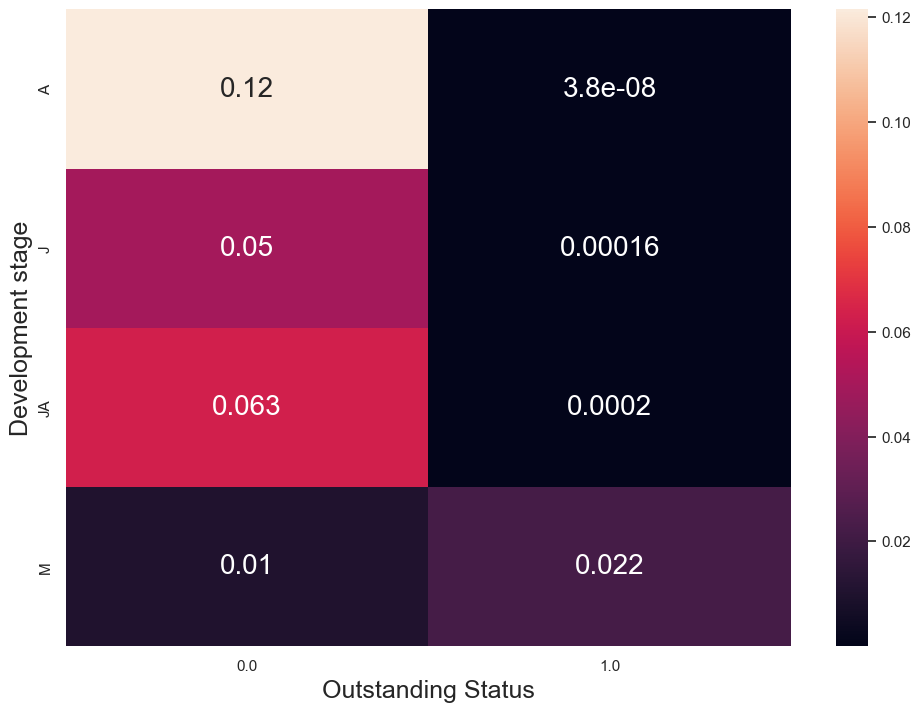 Development stage
A
J
JA
M
0.12
3.8e-08
0.05
0.00016
0.063
0.0002
0.01
0.022
0.0
1.0
Outstanding Status
0.12
0.10
0.08
0.06
0.04
0.02